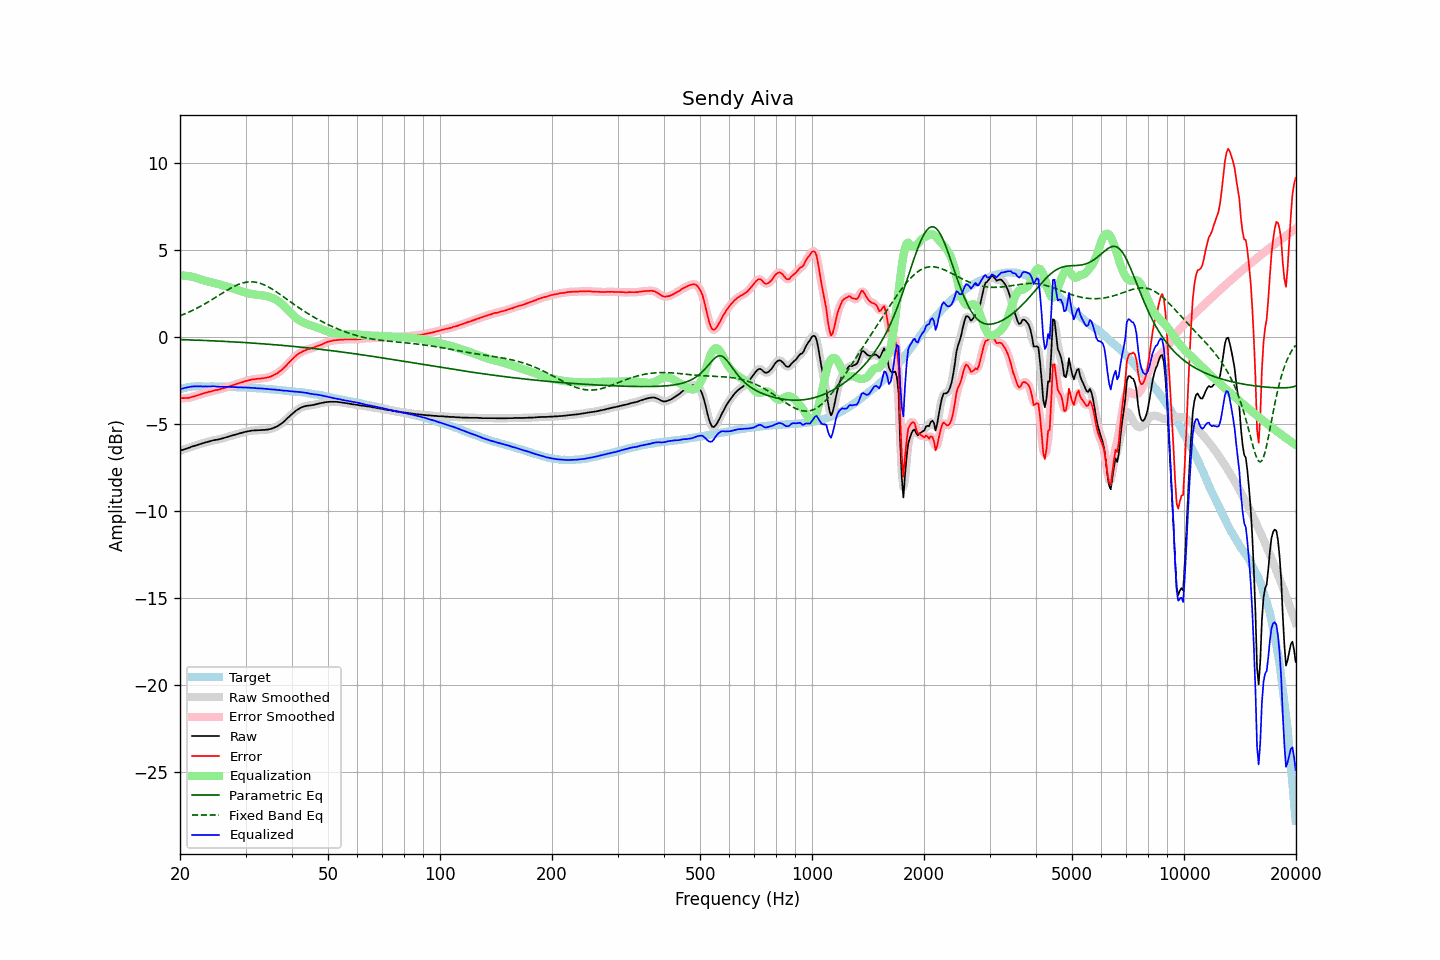 Sendy Aiva
Amplitude (dBr)
10
5
0
−5
−10
−15
−20
−25
Target
Raw Smoothed
Error Smoothed
Raw
Error
Equalization
Parametric Eq
Fixed Band Eq
Equalized
20 50 100 200 500 1000 2000 5000 10000 20000
Frequency (Hz)